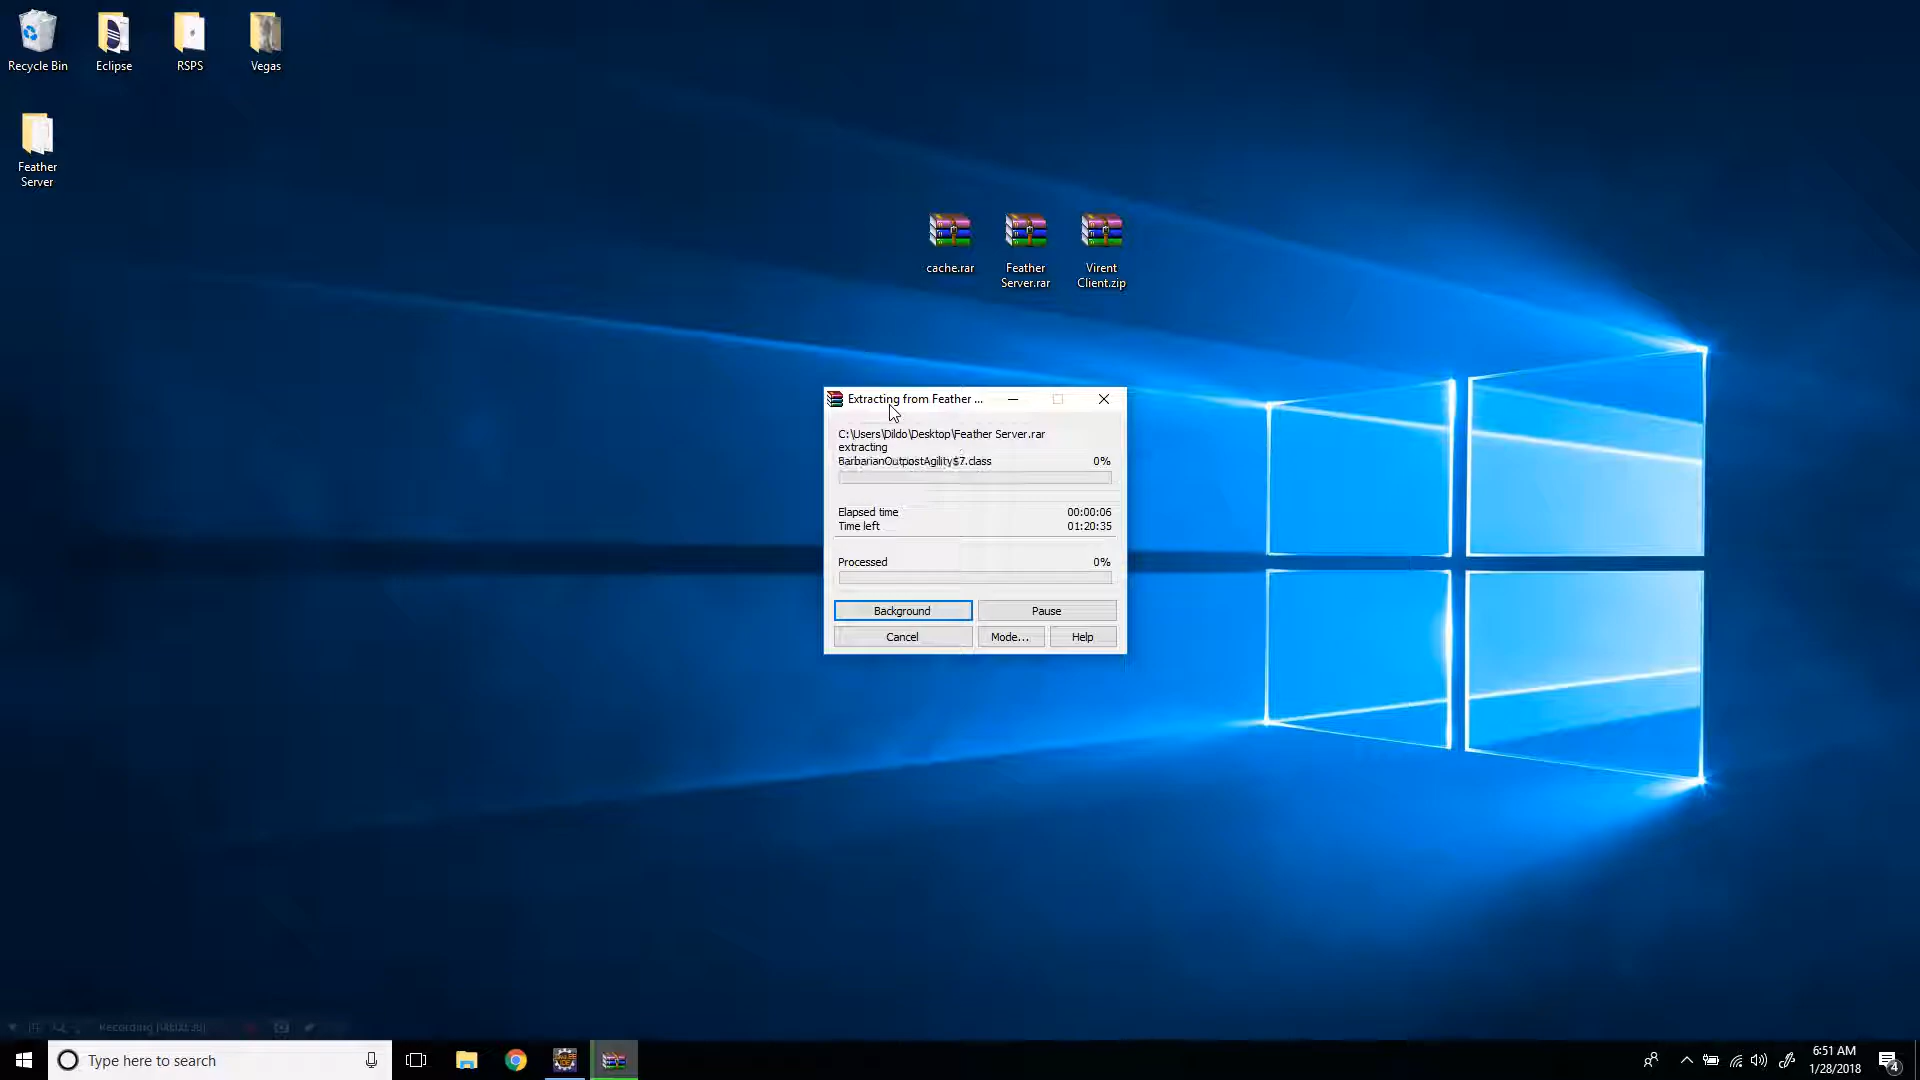 Recycle Bin
Eclipse
RSPS
Vegas
Feather
Server
cache.rar
Feather
Server.rar
Virent
Client.zip
Extracting from Feather ...
C:\Users\Dildo\Desktop\Feather Server.rar
extracting
BarbarianOutpostAgility$7.class 0%
Elapsed time 00:00:06
Time left 01:20:35
Processed 0%
Background
Pause
Cancel
Mode...
Help
Recording
Type here to search
6:51 AM
1/28/2018
4